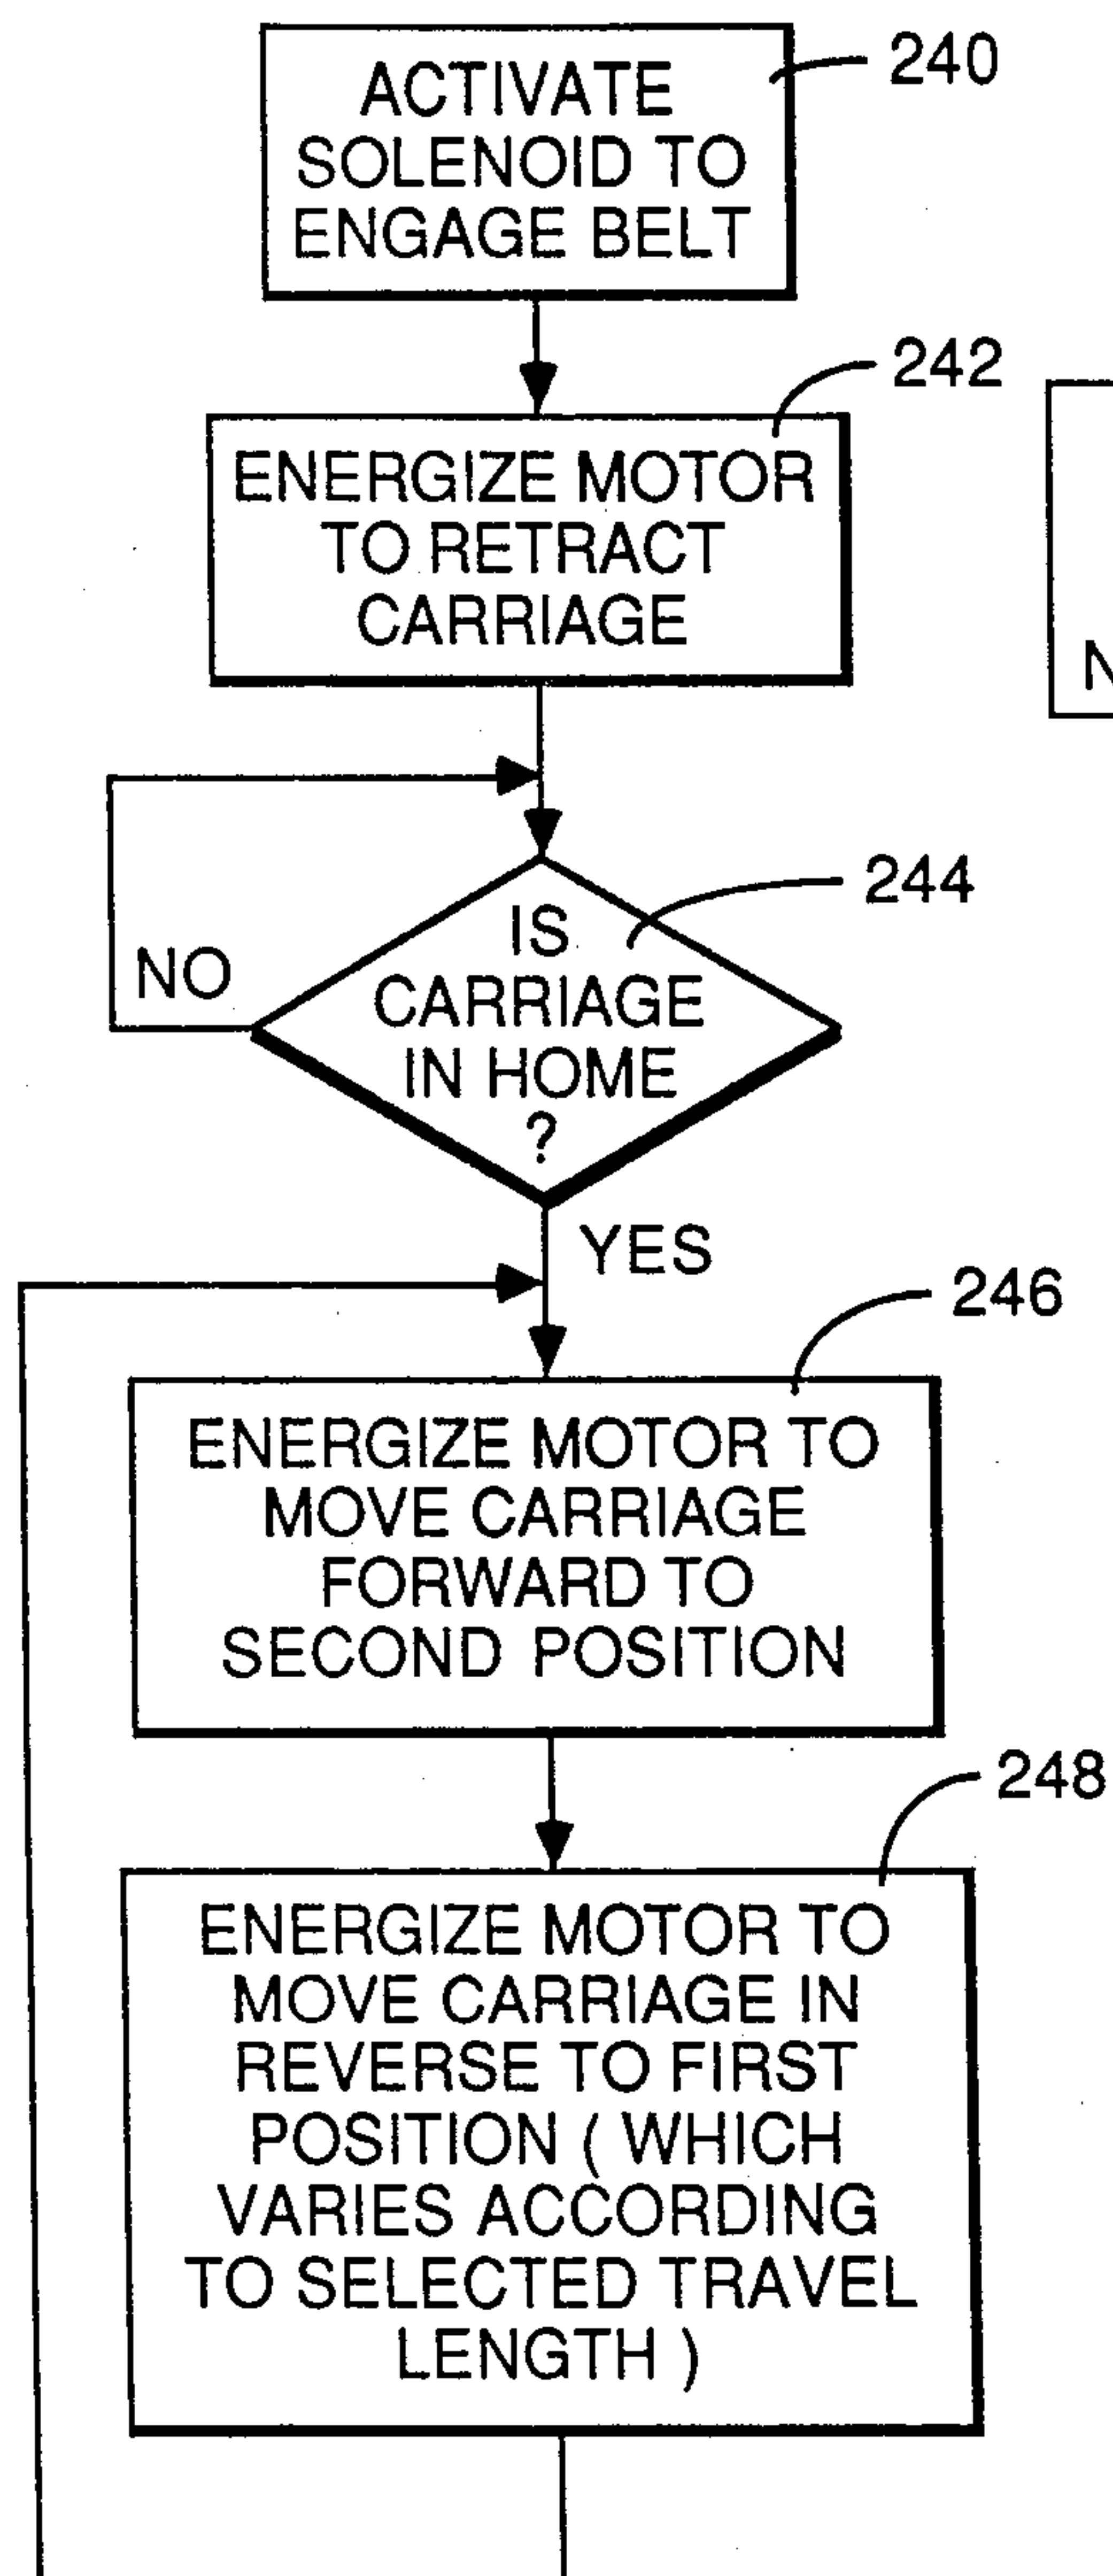 ACTIVATE
SOLENOID TO
ENGAGE BELT
240
ENERGIZE MOTOR
TO RETRACT
CARRIAGE
242
IS
CARRIAGE
IN HOME
?
244
NO
YES
ENERGIZE MOTOR TO
MOVE CARRIAGE
FORWARD TO
SECOND POSITION
246
ENERGIZE MOTOR TO
MOVE CARRIAGE IN
REVERSE TO FIRST
POSITION ( WHICH
VARIES ACCORDING
TO SELECTED TRAVEL
LENGTH )
248